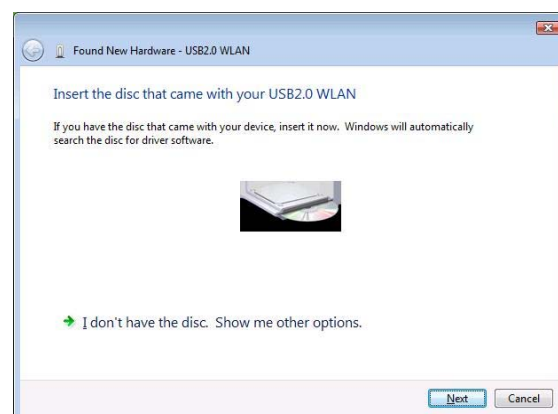 Found New Hardware - USB2.0 WLAN
Insert the disc that came with your USB2.0 WLAN
If you have the disc that came with your device, insert it now.  Windows will automatically
search the disc for driver software.
I don't have the disc.  Show me other options.
Next
Cancel